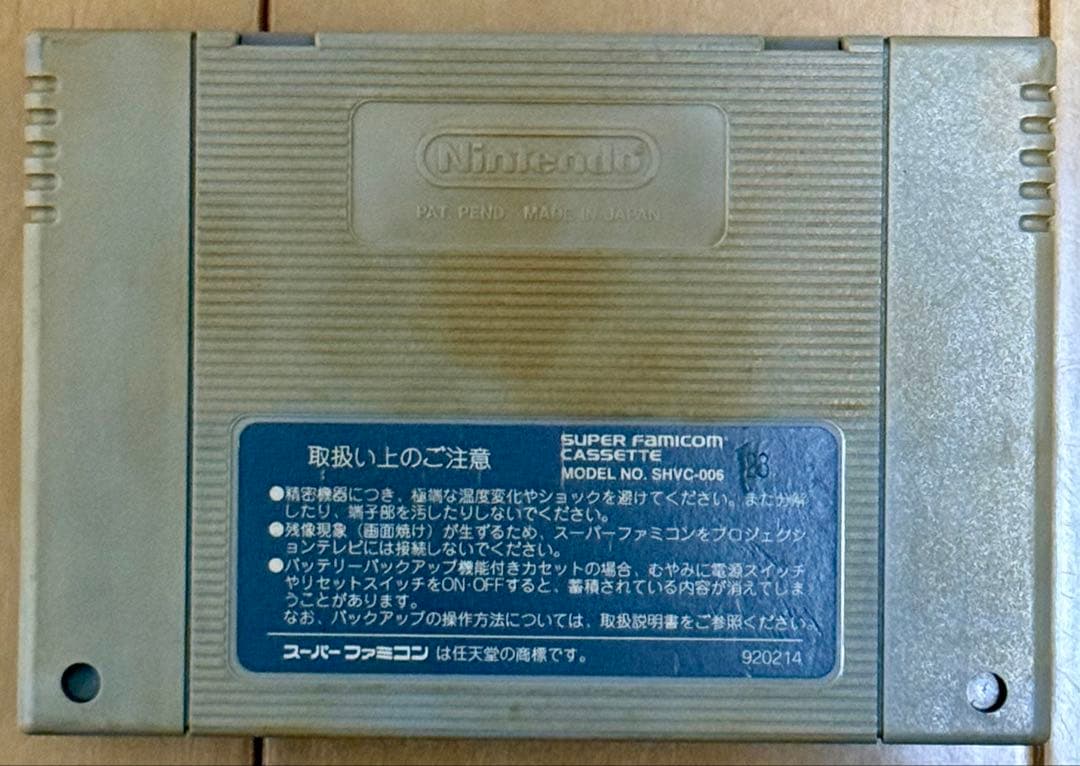 Nintendo
PAT. PEND. MADE IN JAPAN
取扱い上のご注意
SUPER FAMICOM
CASSETTE
MODEL NO. SHVC-006
●精密機器につき、極端な温度変化やショックを避けてください。また分解
したり、端子部を汚したりしないでください。
●残像現象（画面焼け）が生ずるため、スーパーファミコンをプロジェクシ
ョンテレビには接続しないでください。
●バッテリーバックアップ機能付きカセットの場合、むやみに電源スイッチ
やリセットスイッチをON・OFFすると、蓄積されている内容が消えてしま
うことがあります。
なお、バックアップの操作方法については、取扱説明書をご参照ください。
スーパーファミコン は任天堂の商標です。
920214